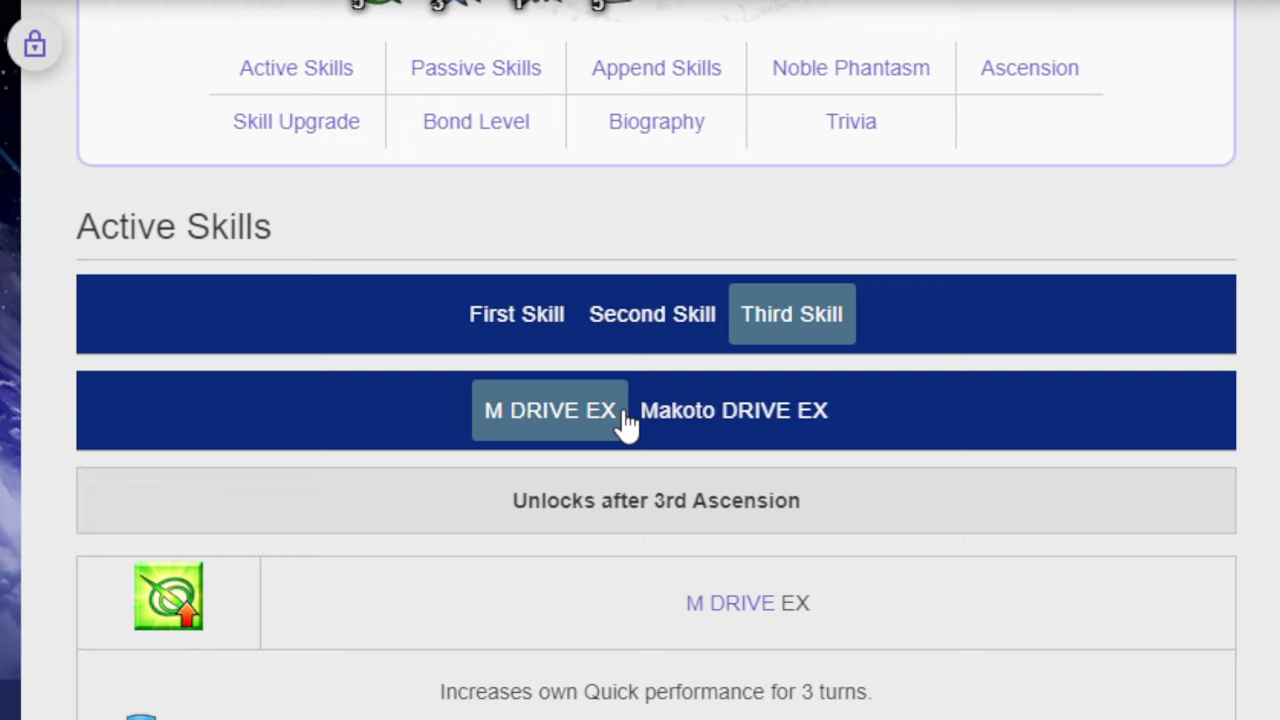 Active Skills Passive Skills Append Skills Noble Phantasm Ascension
Skill Upgrade Bond Level Biography Trivia
Active Skills
First Skill Second Skill Third Skill
M DRIVE EX Makoto DRIVE EX
Unlocks after 3rd Ascension
M DRIVE EX
Increases own Quick performance for 3 turns.